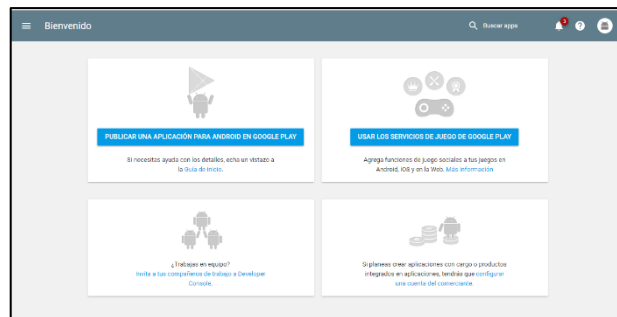 Bienvenido
Buscar apps
3
PUBLICAR UNA APLICACIÓN PARA ANDROID EN GOOGLE PLAY
Si necesitas ayuda con los detalles, echa un vistazo a
la Guía de inicio.
USAR LOS SERVICIOS DE JUEGO DE GOOGLE PLAY
Agrega funciones de juego sociales a tus juegos en
Android, iOS y en la Web. Más información
¿Trabajas en equipo?
Invita a tus compañeros de trabajo a Developer
Console.
Si planeas crear aplicaciones con cargo o productos
integrados en aplicaciones, tendrás que configurar
una cuenta del comerciante.